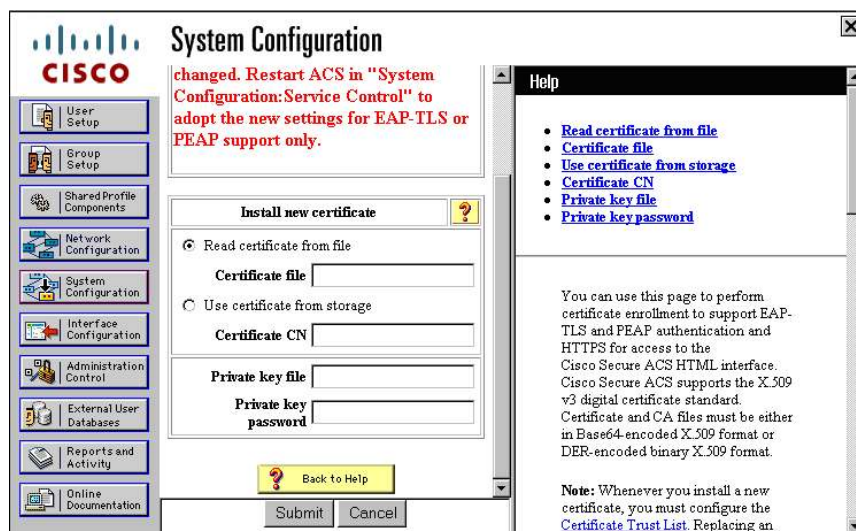 CISCO
System Configuration
User
Setup
Group
Setup
Shared Profile
Components
Network
Configuration
System
Configuration
Interface
Configuration
Administration
Control
External User
Databases
Reports and
Activity
Online
Documentation
changed. Restart ACS in "System
Configuration:Service Control" to
adopt the new settings for EAP-TLS or
PEAP support only.
Install new certificate
?
Read certificate from file
Certificate file
Use certificate from storage
Certificate CN
Private key file
Private key
password
? Back to Help
Submit Cancel
Help
Read certificate from file
Certificate file
Use certificate from storage
Certificate CN
Private key file
Private key password
You can use this page to perform
certificate enrollment to support EAP-
TLS and PEAP authentication and
HTTPS for access to the
Cisco Secure ACS HTML interface.
Cisco Secure ACS supports the X.509
v3 digital certificate standard.
Certificate and CA files must be either
in Base64-encoded X.509 format or
DER-encoded binary X.509 format.
Note: Whenever you install a new
certificate, you must configure the
Certificate Trust List. Replacing an